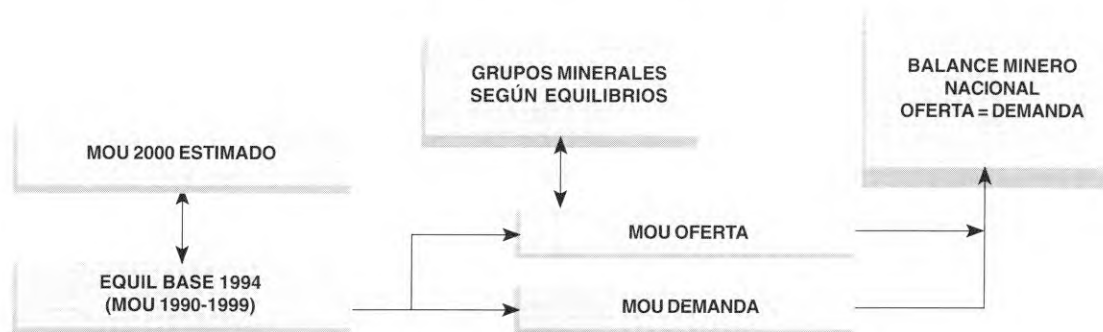 MOU 2000 ESTIMADO
EQUIL BASE 1994
(MOU 1990-1999)
GRUPOS MINERALES
SEGÚN EQUILIBRIOS
MOU OFERTA
MOU DEMANDA
BALANCE MINERO
NACIONAL
OFERTA = DEMANDA